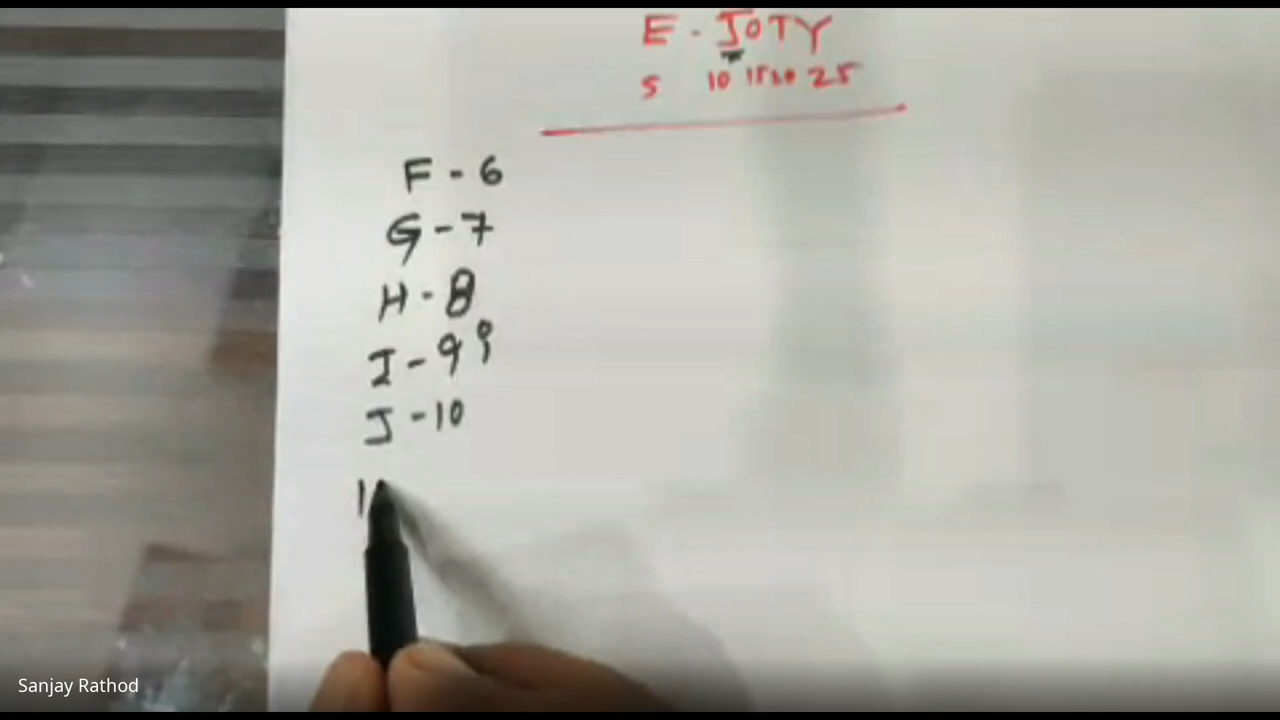 E - JOTY
5 10 15 20 25
F - 6
G - 7
H - 8
I - 9 i
J - 10
Sanjay Rathod